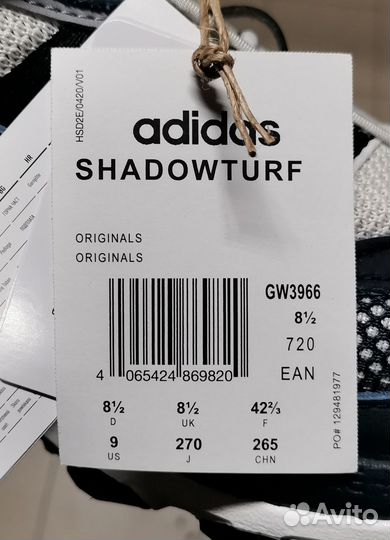 HSD2E/0420/V01
adidas
SHADOWTURF
ORIGINALS
ORIGINALS
GW3966
8½
720
EAN
4 065424 869820
8½ 8½ 42⅔
D UK F
9 270 265
US J CHN
PO# 129481977
HR
Avito